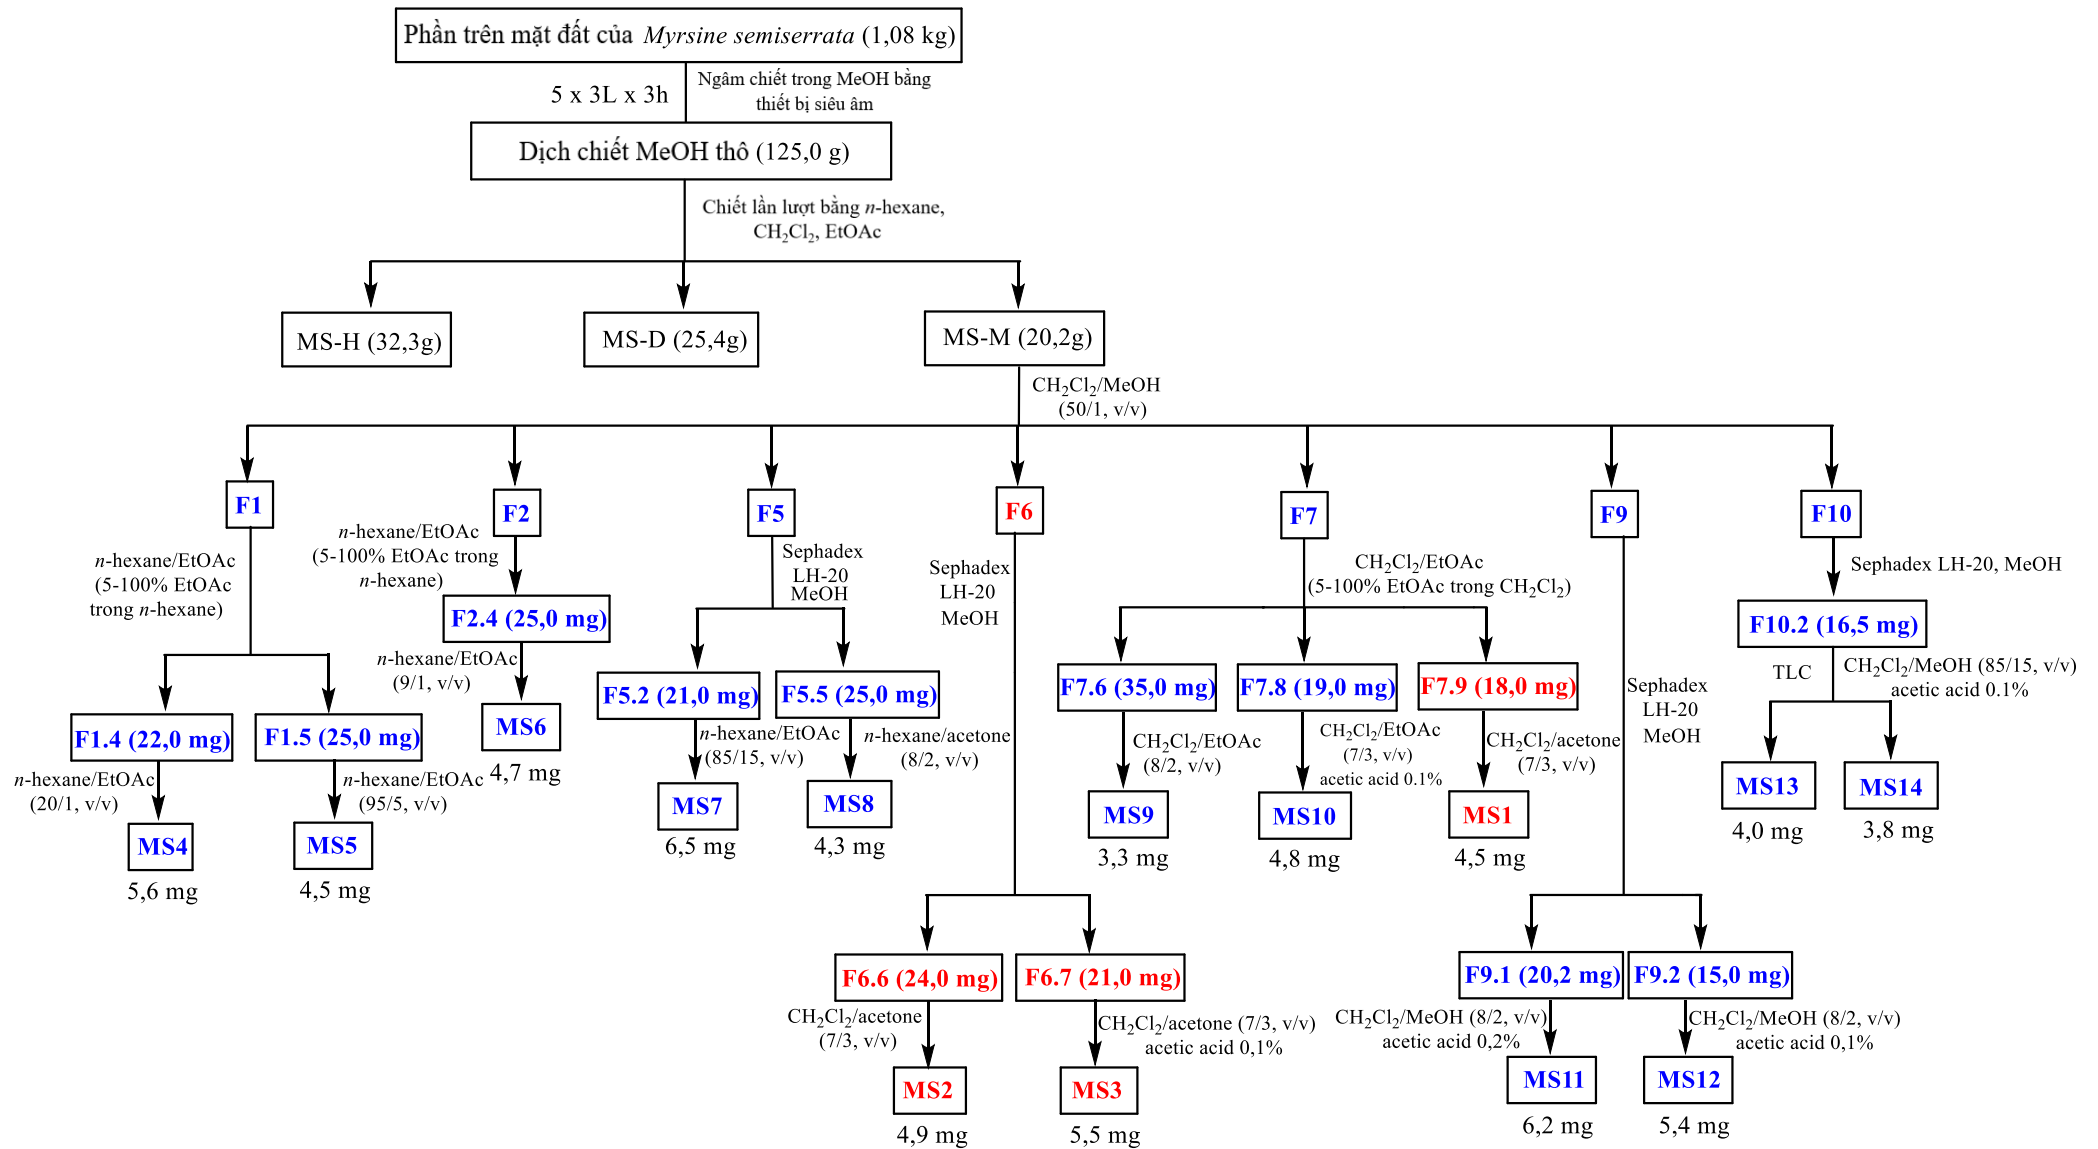 Phần trên mặt đất của Myrsine semiserrata (1,08 kg)
5 x 3L x 3h
Ngâm chiết trong MeOH bằng
thiết bị siêu âm
Dịch chiết MeOH thô (125,0 g)
Chiết lần lượt bằng n-hexane,
CH₂Cl₂, EtOAc
MS-H (32,3g)
MS-D (25,4g)
MS-M (20,2g)
CH₂Cl₂/MeOH
(50/1, v/v)
F1
F2
F5
F6
F7
F9
F10
n-hexane/EtOAc
(5-100% EtOAc
trong n-hexane)
n-hexane/EtOAc
(5-100% EtOAc trong
n-hexane)
Sephadex
LH-20
MeOH
Sephadex
LH-20
MeOH
CH₂Cl₂/EtOAc
(5-100% EtOAc trong CH₂Cl₂)
Sephadex
LH-20
MeOH
Sephadex LH-20, MeOH
F1.4 (22,0 mg)
F1.5 (25,0 mg)
F2.4 (25,0 mg)
F5.2 (21,0 mg)
F5.5 (25,0 mg)
F7.6 (35,0 mg)
F7.8 (19,0 mg)
F7.9 (18,0 mg)
F10.2 (16,5 mg)
n-hexane/EtOAc
(20/1, v/v)
n-hexane/EtOAc
(95/5, v/v)
n-hexane/EtOAc
(9/1, v/v)
n-hexane/EtOAc
(85/15, v/v)
n-hexane/acetone
(8/2, v/v)
CH₂Cl₂/EtOAc
(8/2, v/v)
CH₂Cl₂/EtOAc
(7/3, v/v)
acetic acid 0.1%
CH₂Cl₂/acetone
(7/3, v/v)
TLC
CH₂Cl₂/MeOH (85/15, v/v)
acetic acid 0.1%
MS4
5,6 mg
MS5
4,5 mg
MS6
4,7 mg
MS7
6,5 mg
MS8
4,3 mg
MS9
3,3 mg
MS10
4,8 mg
MS1
4,5 mg
MS13
4,0 mg
MS14
3,8 mg
F6.6 (24,0 mg)
F6.7 (21,0 mg)
F9.1 (20,2 mg)
F9.2 (15,0 mg)
CH₂Cl₂/acetone
(7/3, v/v)
CH₂Cl₂/acetone (7/3, v/v)
acetic acid 0,1%
CH₂Cl₂/MeOH (8/2, v/v)
acetic acid 0,2%
CH₂Cl₂/MeOH (8/2, v/v)
acetic acid 0,1%
MS2
4,9 mg
MS3
5,5 mg
MS11
6,2 mg
MS12
5,4 mg